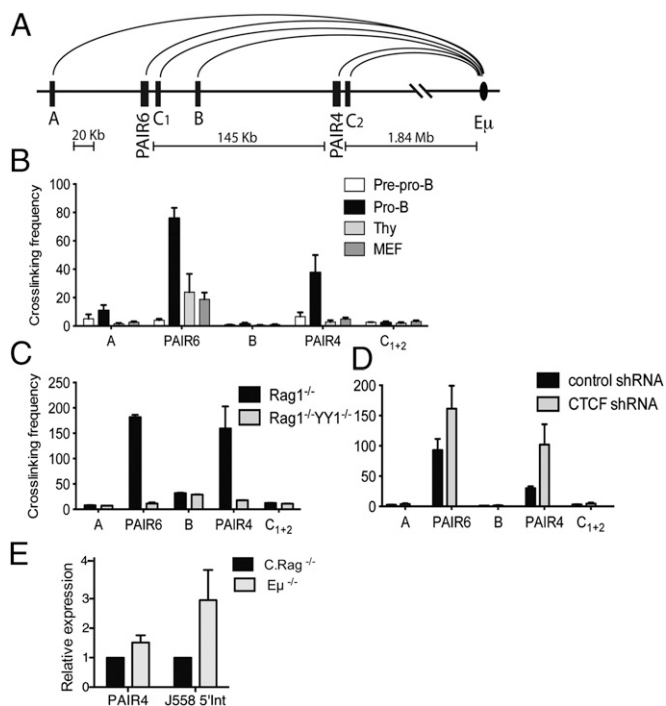 A
A
PAIR6
C1
B
PAIR4
C2
Eμ
20 Kb
145 Kb
1.84 Mb
B
Crosslinking frequency
100
80
60
40
20
0
Pre-pro-B
Pro-B
Thy
MEF
A PAIR6 B PAIR4 C1+2
C
Crosslinking frequency
250
200
150
100
50
0
Rag1-/-
Rag1-/-YY1-/-
A PAIR6 B PAIR4 C1+2
D
200
150
100
50
0
control shRNA
CTCF shRNA
A PAIR6 B PAIR4 C1+2
E
Relative expression
4
3
2
1
0
C.Rag -/-
Eμ -/-
PAIR4 J558 5'Int